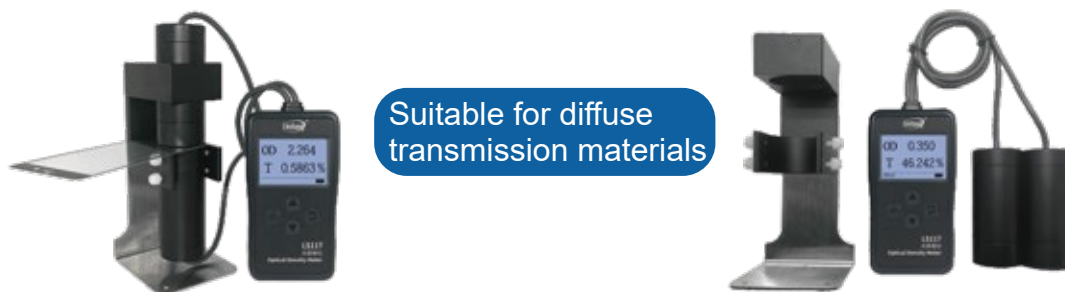 OD 2.264
T 0.5863%
LS117
Optical Density Meter
Suitable for diffuse
transmission materials
OD 0.350
T 46.242%
LS117
Optical Density Meter